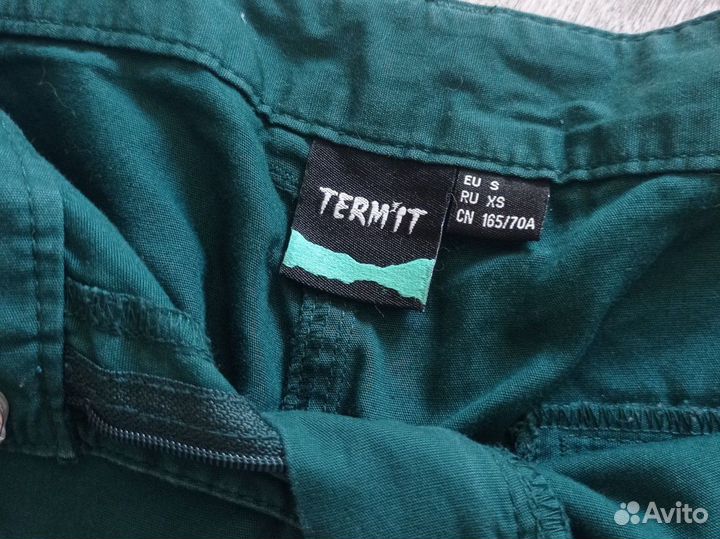 TERMIT
EU S
RU XS
CN 165/70A
Avito